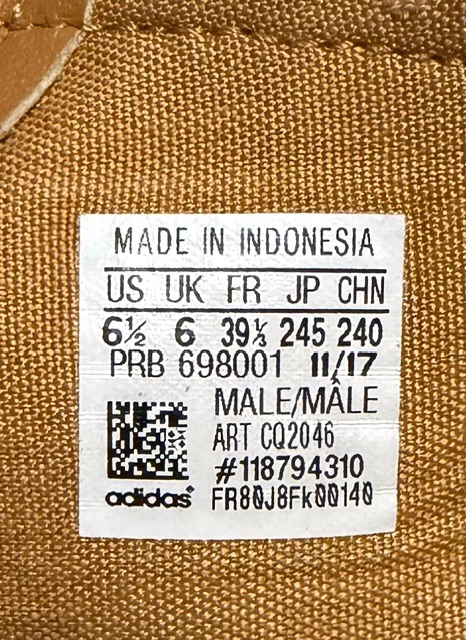 MADE IN INDONESIA
US UK FR JP CHN
6½ 6 39⅓ 245 240
PRB 698001 11/17
MALE/MÂLE
ART CQ2046
#118794310
adidas® FR80J8Fk00140